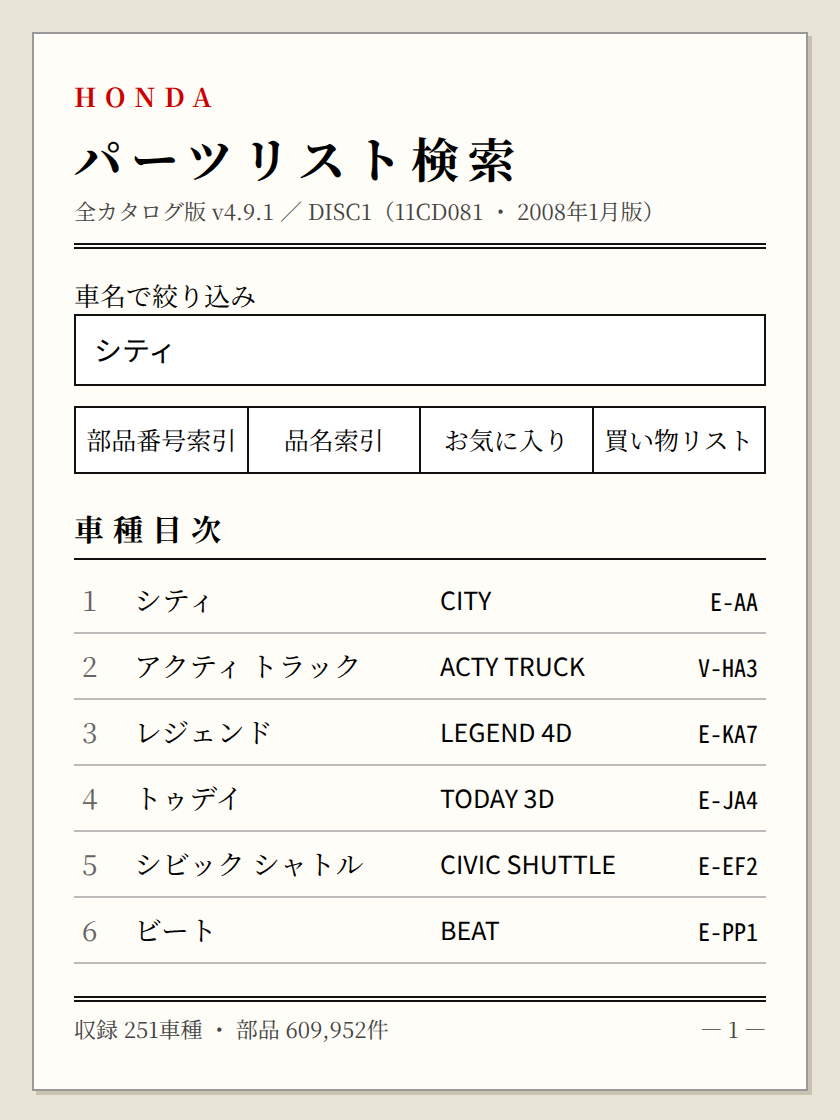 HONDA
パーツリスト検索
全カタログ版 v4.9.1 ／ DISC1（11CD081 ・ 2008年1月版）
車名で絞り込み
シティ
部品番号索引 品名索引 お気に入り 買い物リスト
車種目次
1 シティ CITY E-AA
2 アクティ トラック ACTY TRUCK V-HA3
3 レジェンド LEGEND 4D E-KA7
4 トゥデイ TODAY 3D E-JA4
5 シビック シャトル CIVIC SHUTTLE E-EF2
6 ビート BEAT E-PP1
収録 251車種 ・ 部品 609,952件 — 1 —